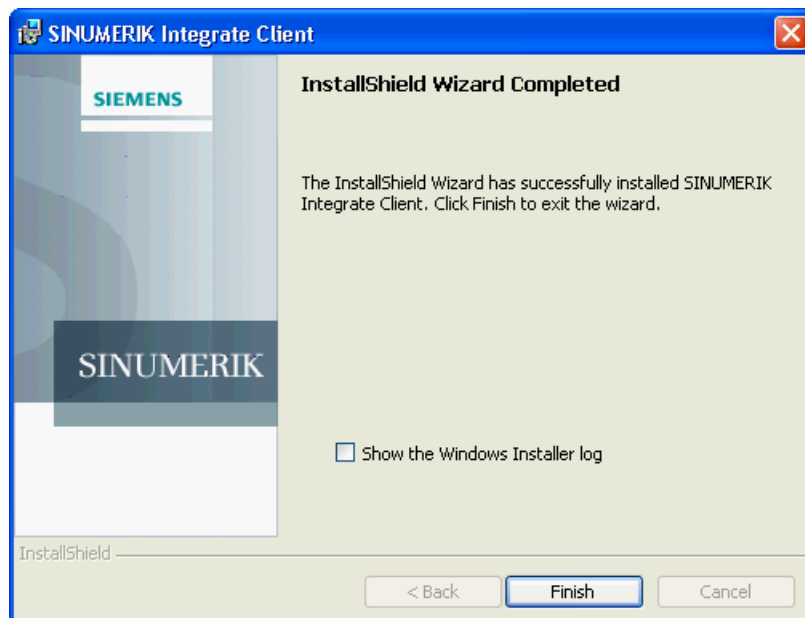 SINUMERIK Integrate Client
SIEMENS
InstallShield Wizard Completed
The InstallShield Wizard has successfully installed SINUMERIK
Integrate Client. Click Finish to exit the wizard.
SINUMERIK
Show the Windows Installer log
InstallShield
< Back
Finish
Cancel